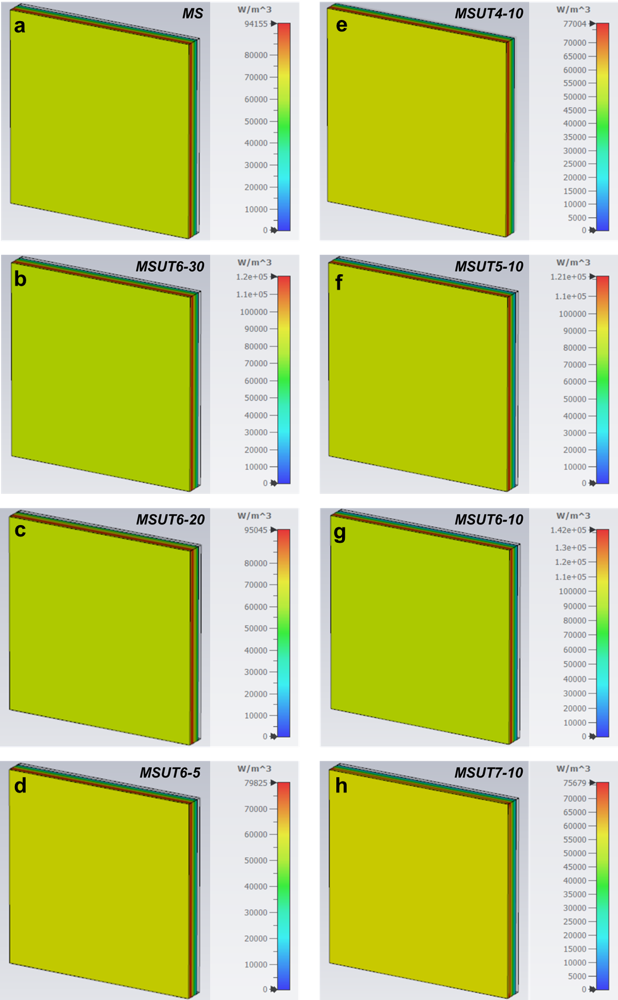 a
MS
W/m^3
94155
80000
70000
60000
50000
40000
30000
20000
10000
0
e
MSUT4-10
W/m^3
77004
70000
65000
60000
55000
50000
45000
40000
35000
30000
25000
20000
15000
10000
5000
0
b
MSUT6-30
W/m^3
1.2e+05
1.1e+05
100000
90000
80000
70000
60000
50000
40000
30000
20000
10000
0
f
MSUT5-10
W/m^3
1.21e+05
1.1e+05
100000
90000
80000
70000
60000
50000
40000
30000
20000
10000
0
c
MSUT6-20
W/m^3
95045
80000
70000
60000
50000
40000
30000
20000
10000
0
g
MSUT6-10
W/m^3
1.42e+05
1.3e+05
1.2e+05
1.1e+05
100000
90000
80000
70000
60000
50000
40000
30000
20000
10000
0
d
MSUT6-5
W/m^3
79825
70000
60000
50000
40000
30000
20000
10000
0
h
MSUT7-10
W/m^3
75679
70000
65000
60000
55000
50000
45000
40000
35000
30000
25000
20000
15000
10000
5000
0